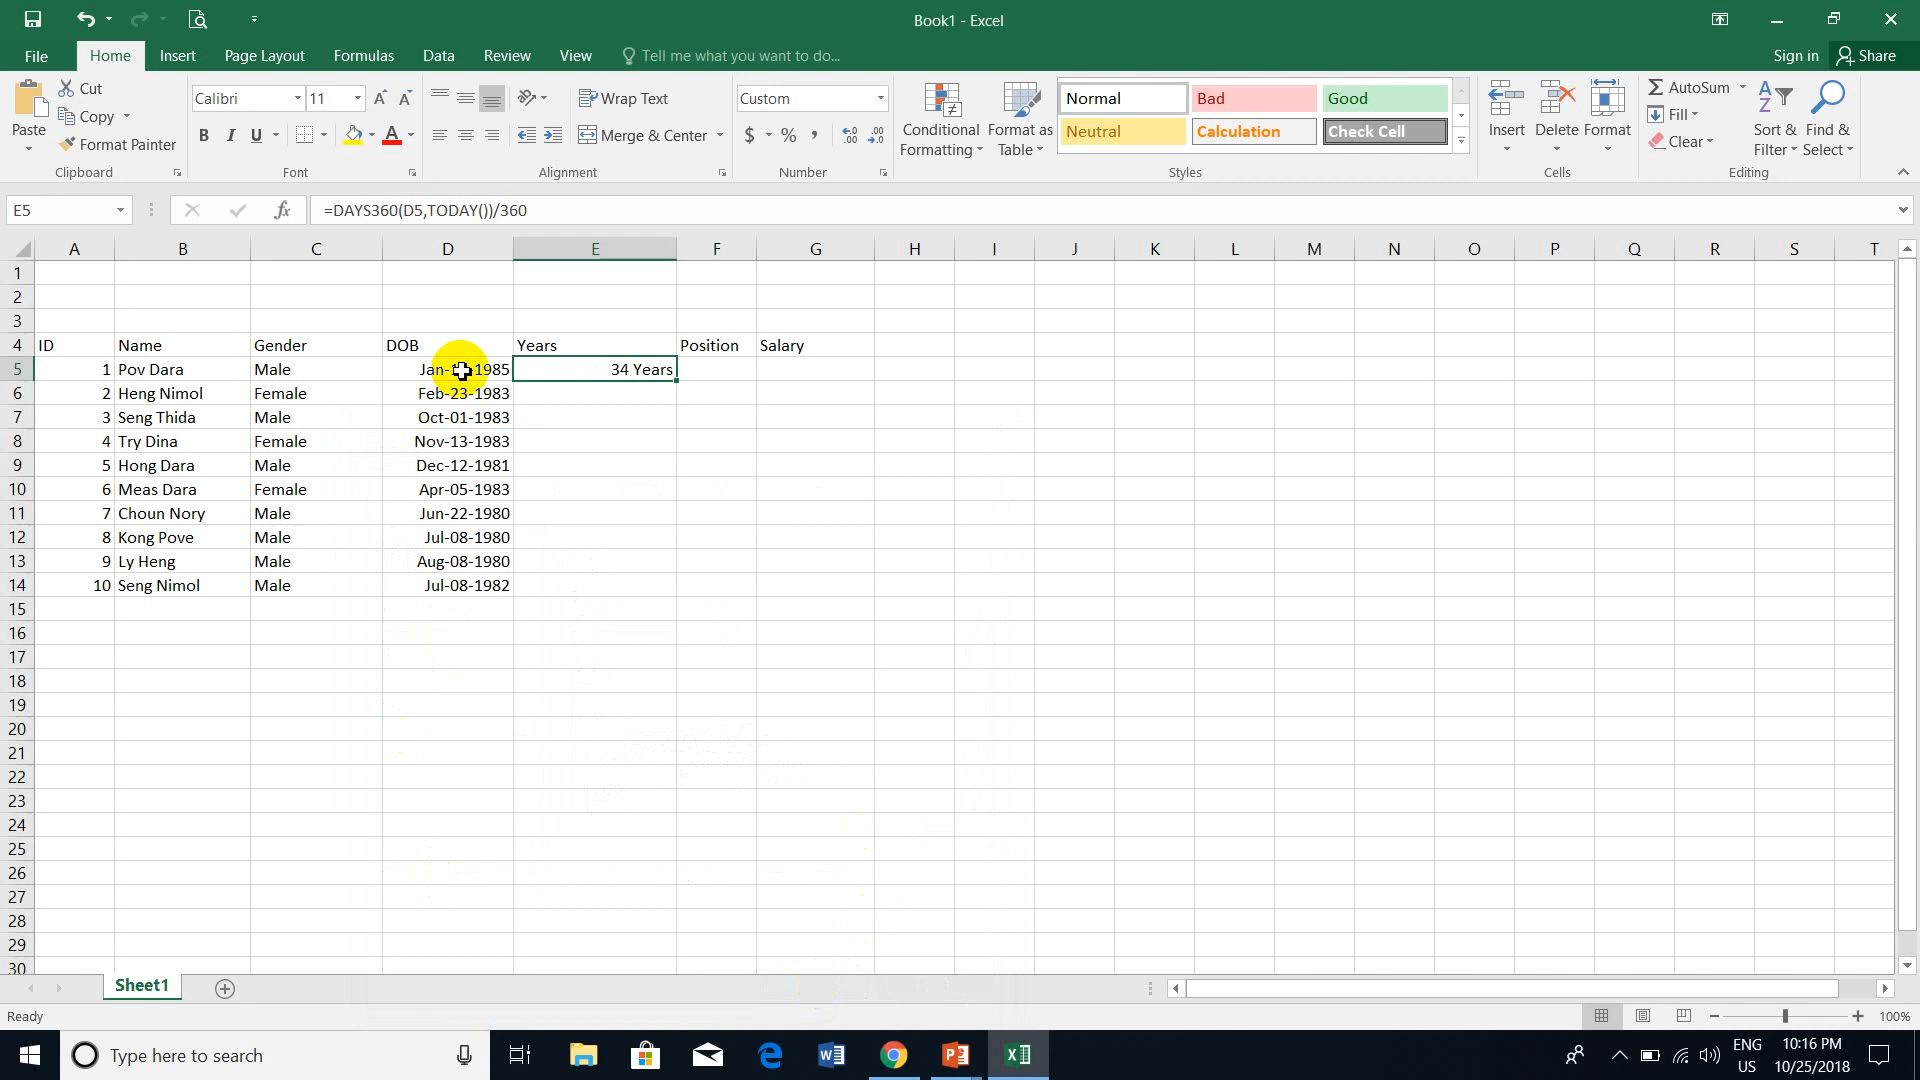 Book1 - Excel
File Home Insert Page Layout Formulas Data Review View Tell me what you want to do... Sign in Share
Paste Cut Copy Format Painter Clipboard
Calibri 11 A A B I U A Font
Wrap Text Merge & Center Alignment
Custom $ % , .00 Number
Conditional Formatting Format as Table Normal Bad Good Neutral Calculation Check Cell Styles
Insert Delete Format Cells
AutoSum Fill Clear Sort & Filter Find & Select Editing
E5 fx =DAYS360(D5,TODAY())/360
A B C D E F G H I J K L M N O P Q R S T
1
2
3
4 ID Name Gender DOB Years Position Salary
5 1 Pov Dara Male 1985 34 Years
6 2 Heng Nimol Female Feb-23-1983
7 3 Seng Thida Male Oct-01-1983
8 4 Try Dina Female Nov-13-1983
9 5 Hong Dara Male Dec-12-1981
10 6 Meas Dara Female Apr-05-1983
11 7 Choun Nory Male Jun-22-1980
12 8 Kong Pove Male Jul-08-1980
13 9 Ly Heng Male Aug-08-1980
14 10 Seng Nimol Male Jul-08-1982
15
16
17
18
19
20
21
22
23
24
25
26
27
28
29
30
Sheet1
Ready 100%
Type here to search ENG 10:16 PM
US 10/25/2018